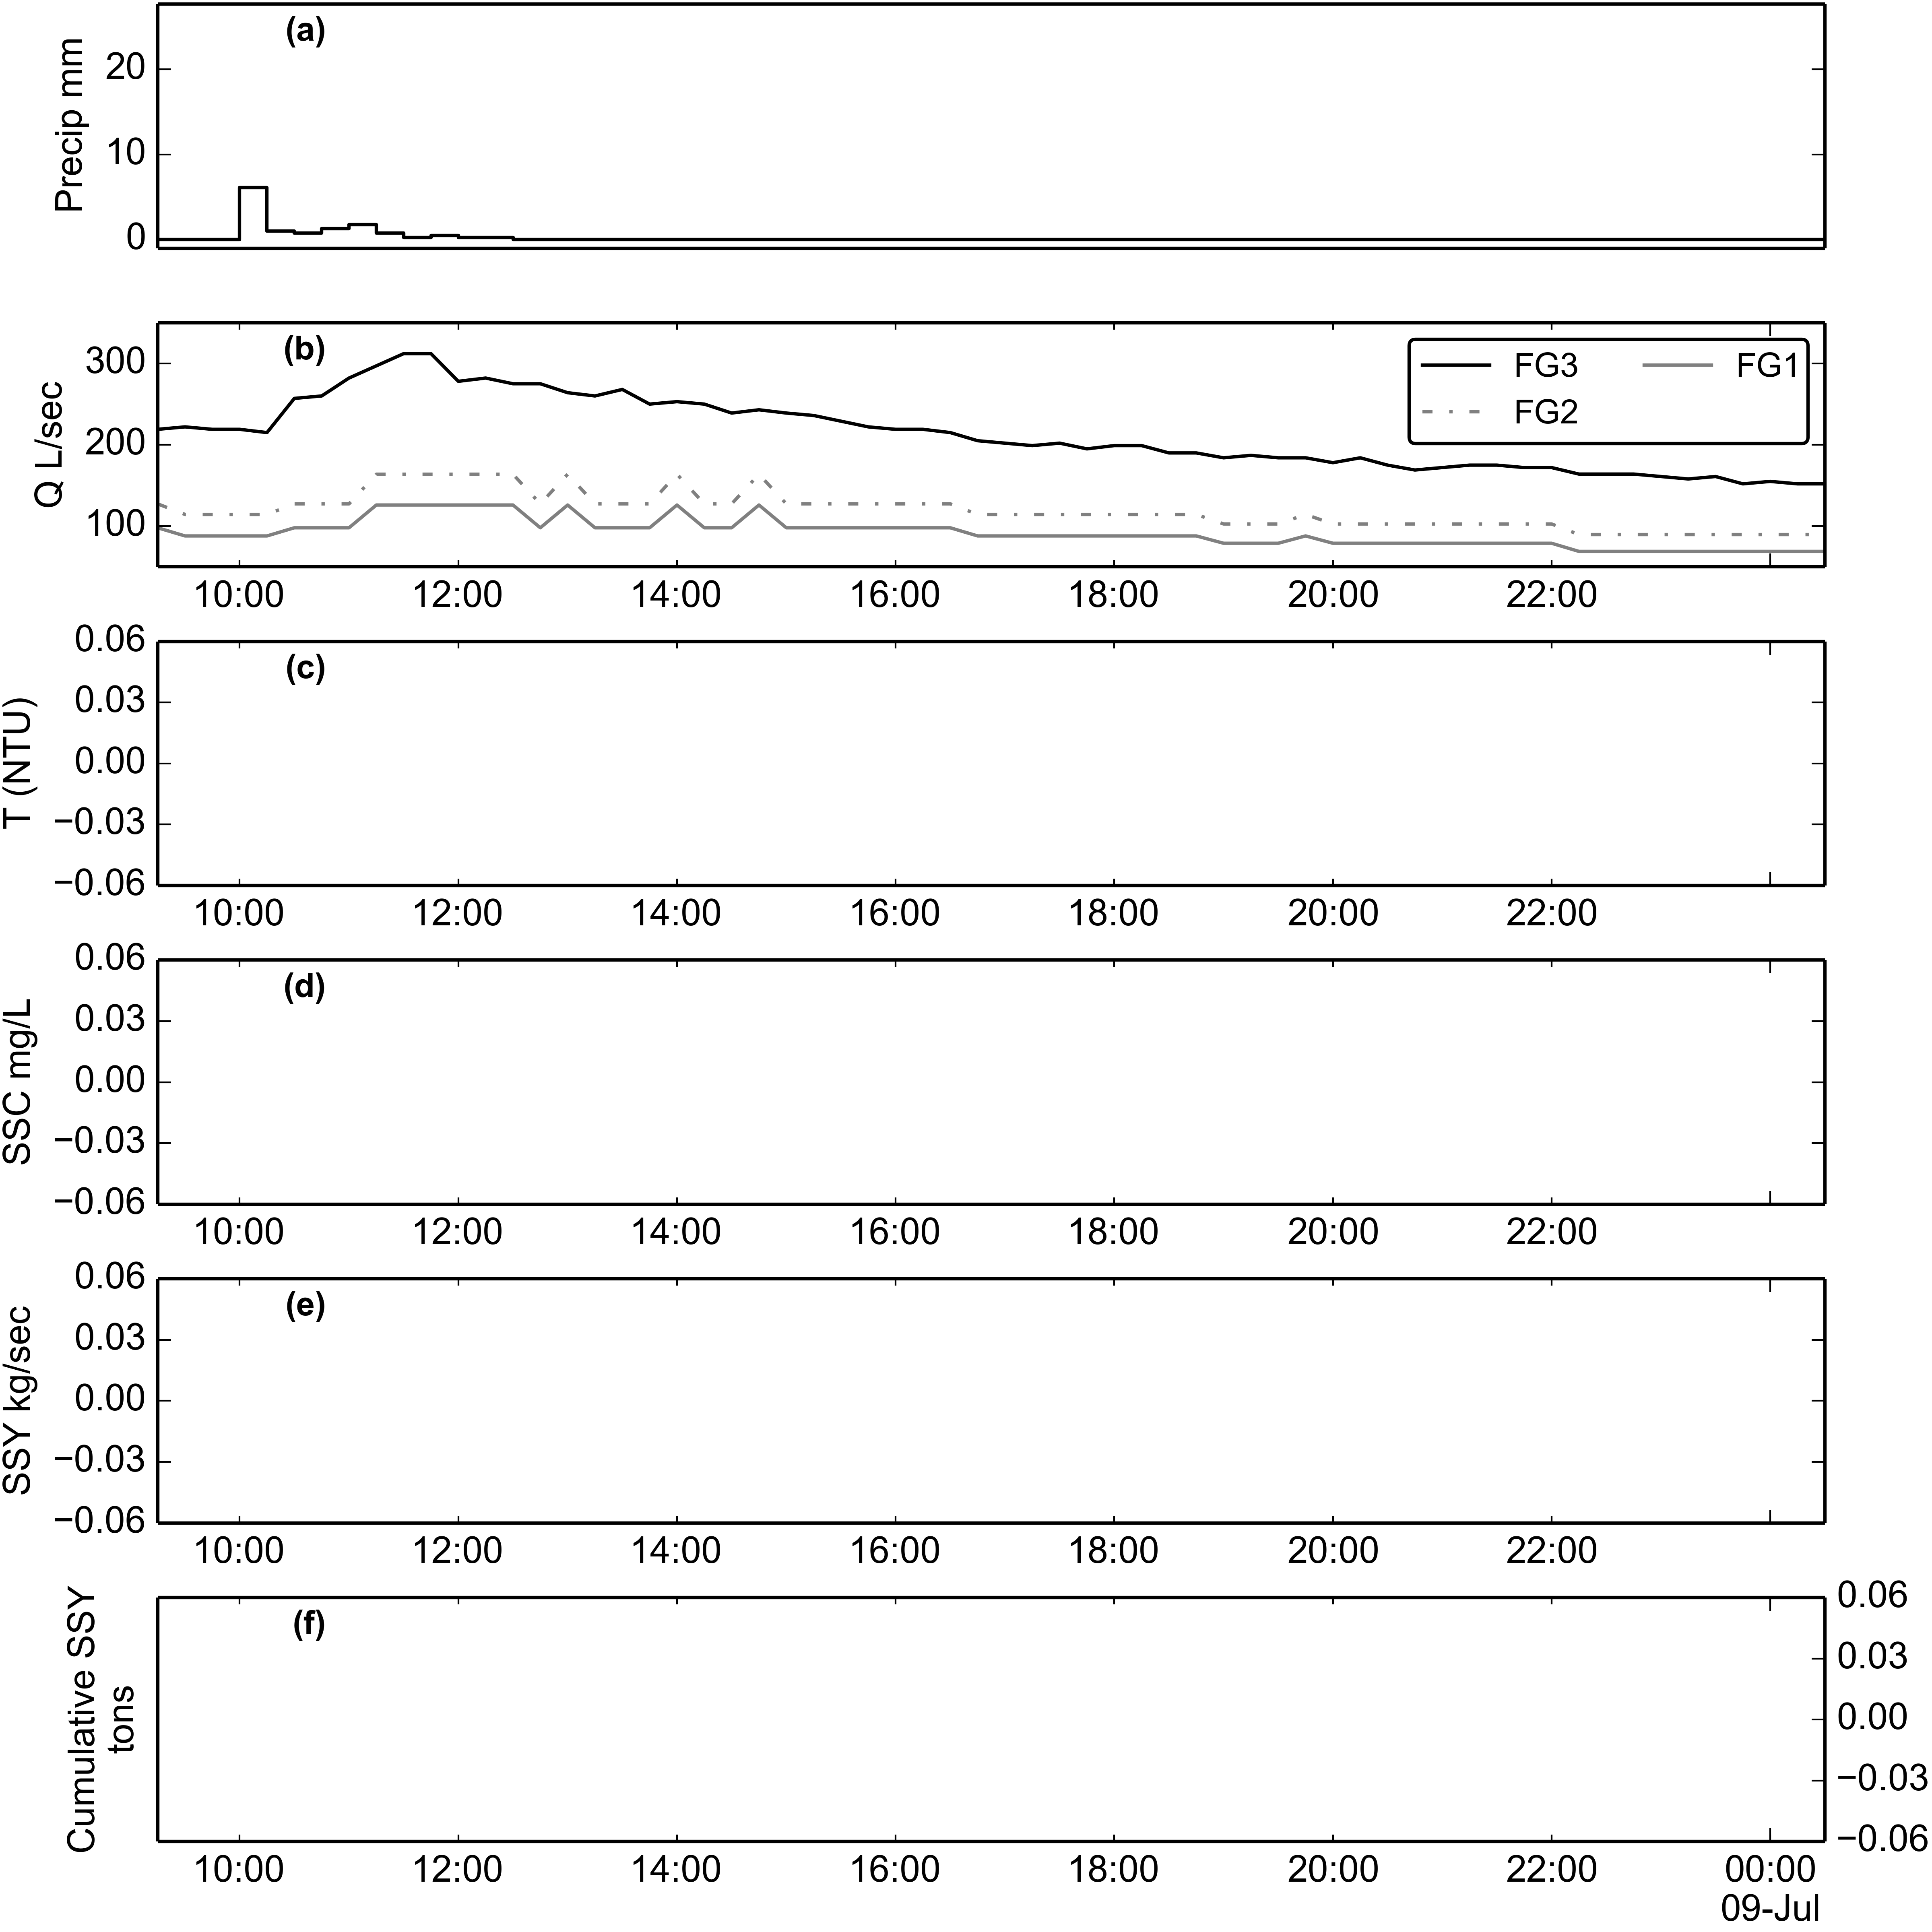 (a)
Precip mm
20
10
0
(b)
Q L/sec
300
200
100
FG3
FG1
FG2
10:00 12:00 14:00 16:00 18:00 20:00 22:00
(c)
T (NTU)
0.06
0.03
0.00
−0.03
−0.06
10:00 12:00 14:00 16:00 18:00 20:00 22:00
(d)
SSC mg/L
0.06
0.03
0.00
−0.03
−0.06
10:00 12:00 14:00 16:00 18:00 20:00 22:00
(e)
SSY kg/sec
0.06
0.03
0.00
−0.03
−0.06
10:00 12:00 14:00 16:00 18:00 20:00 22:00
(f)
Cumulative SSY
tons
0.06
0.03
0.00
−0.03
−0.06
10:00 12:00 14:00 16:00 18:00 20:00 22:00 00:00
09-Jul